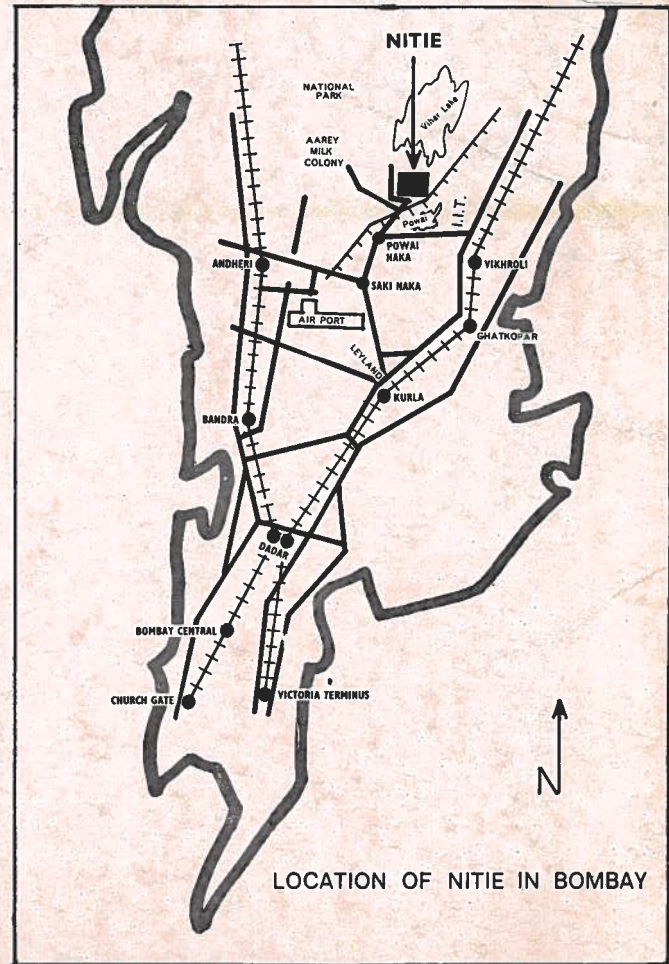 NITIE
NATIONAL
PARK
Vihar Lake
AAREY
MILK
COLONY
I.I.T.
Powai
POWAI
NAKA
ANDHERI
VIKHROLI
SAKI NAKA
AIR PORT
GHATKOPAR
LEYLAND
KURLA
BANDRA
DADAR
BOMBAY CENTRAL
CHURCH GATE
VICTORIA TERMINUS
N
LOCATION OF NITIE IN BOMBAY